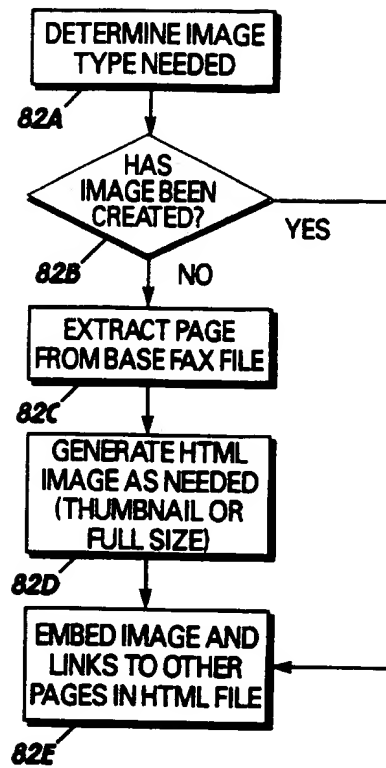 DETERMINE IMAGE
TYPE NEEDED
82A
HAS
IMAGE BEEN
CREATED?
YES
82B
NO
EXTRACT PAGE
FROM BASE FAX FILE
82C
GENERATE HTML
IMAGE AS NEEDED
(THUMBNAIL OR
FULL SIZE)
82D
EMBED IMAGE AND
LINKS TO OTHER
PAGES IN HTML FILE
82E